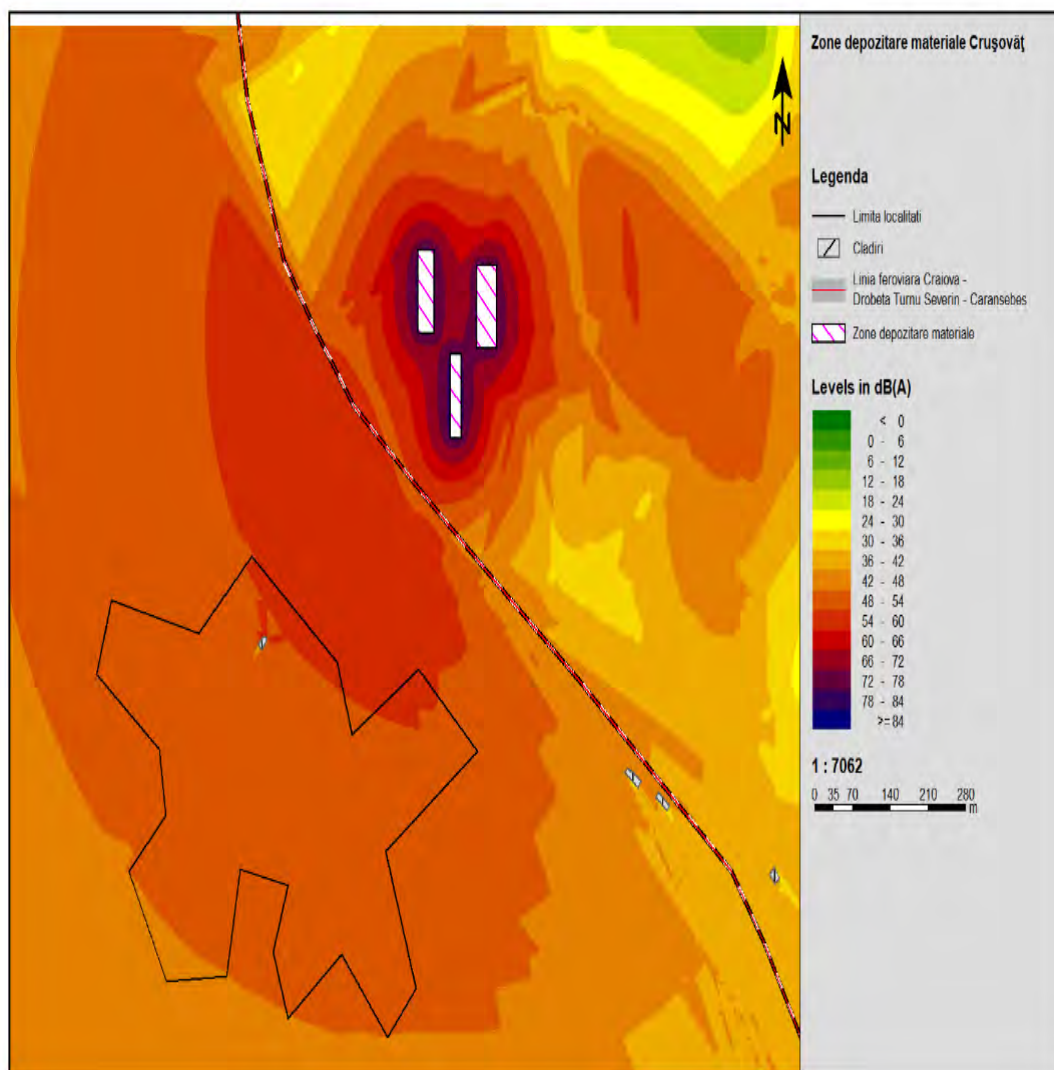 Zone depozitare materiale Crușovăț
N
Legenda
Limita localitati
Cladiri
Linia feroviara Craiova -
Drobeta Turnu Severin - Caransebes
Zone depozitare materiale
Levels in dB(A)
< 0
0 - 6
6 - 12
12 - 18
18 - 24
24 - 30
30 - 36
36 - 42
42 - 48
48 - 54
54 - 60
60 - 66
66 - 72
72 - 78
78 - 84
>= 84
1 : 7062
0 35 70 140 210 280
m